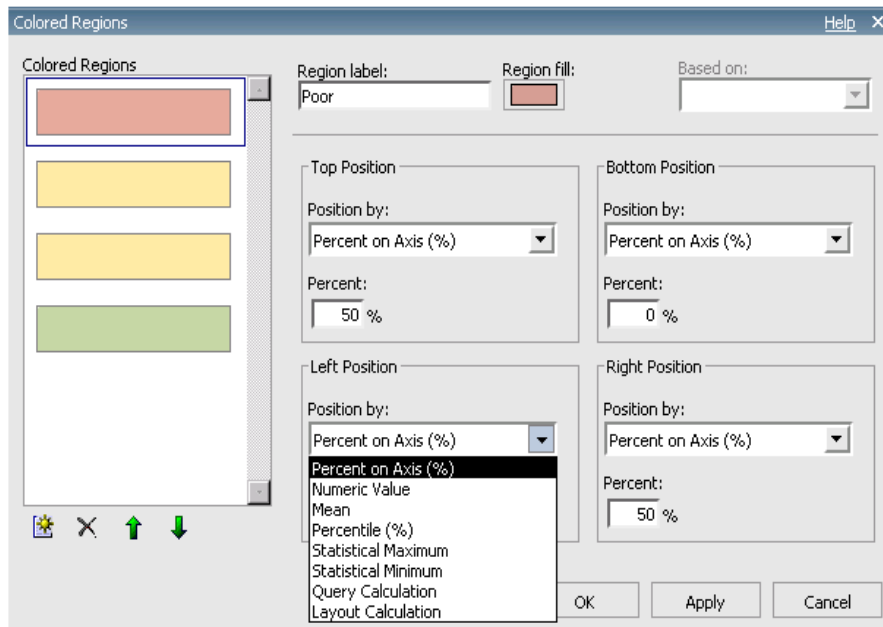 Colored Regions Help X
Colored Regions
Region label: Region fill: Based on:
Poor
Top Position Bottom Position
Position by: Position by:
Percent on Axis (%) Percent on Axis (%)
Percent: Percent:
50 % 0 %
Left Position Right Position
Position by: Position by:
Percent on Axis (%) Percent on Axis (%)
Percent on Axis (%)
Numeric Value Percent:
Mean
Percentile (%) 50 %
Statistical Maximum
Statistical Minimum
Query Calculation
Layout Calculation
OK Apply Cancel